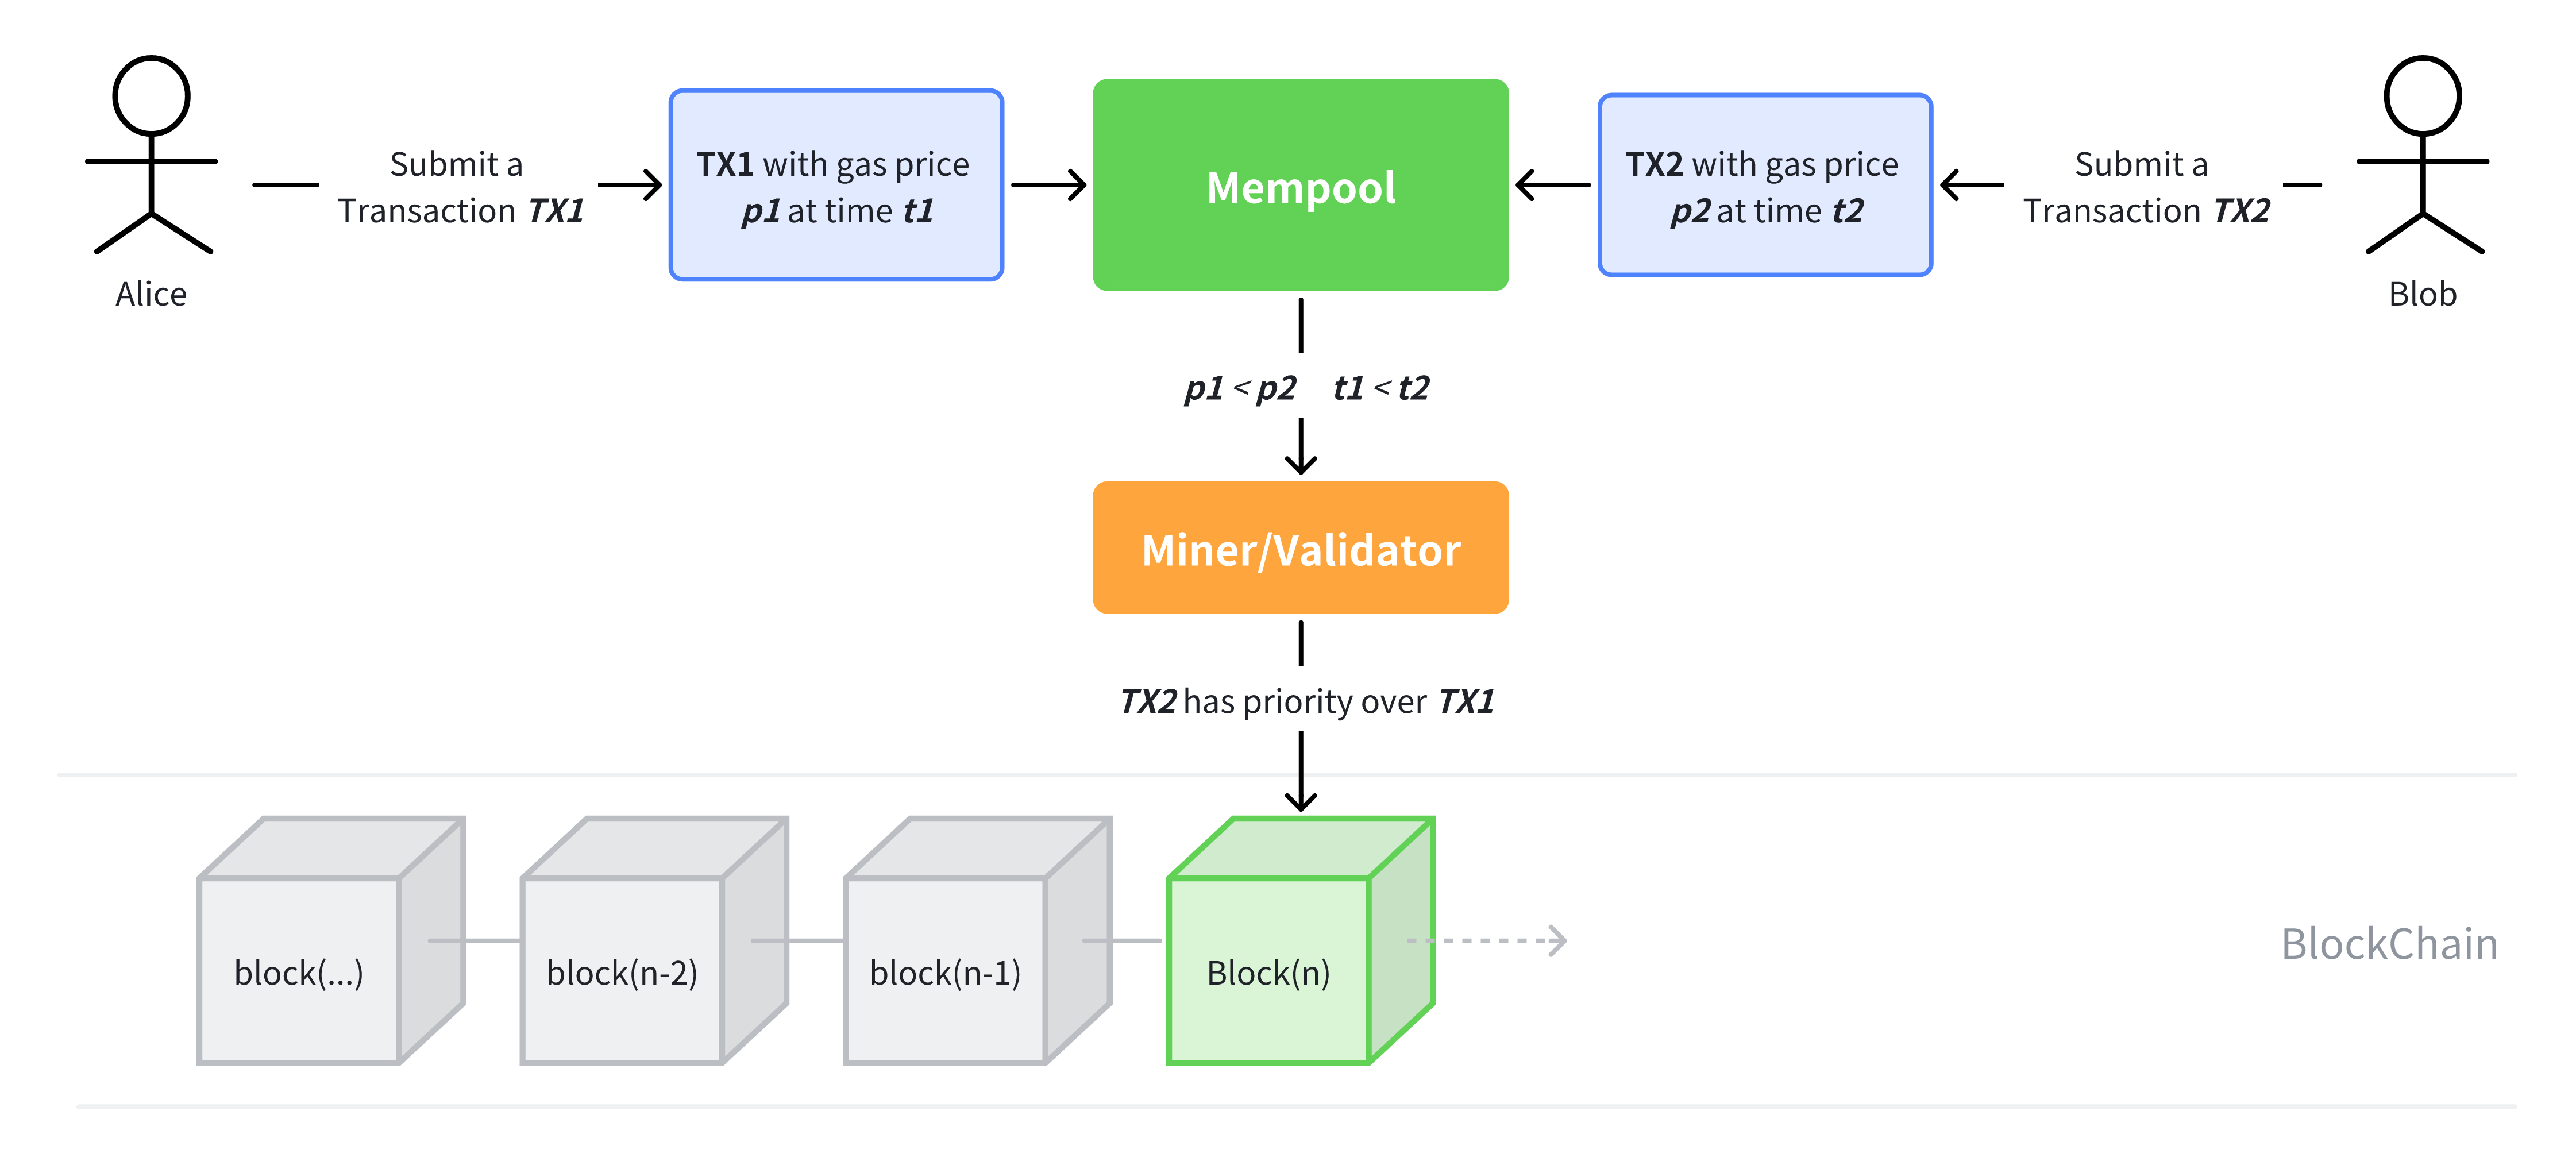 Submit a
Transaction TX1
TX1 with gas price
p1 at time t1
Mempool
TX2 with gas price
p2 at time t2
Submit a
Transaction TX2
Alice
Blob
p1 < p2 t1 < t2
Miner/Validator
TX2 has priority over TX1
block(...)
block(n-2)
block(n-1)
Block(n)
BlockChain